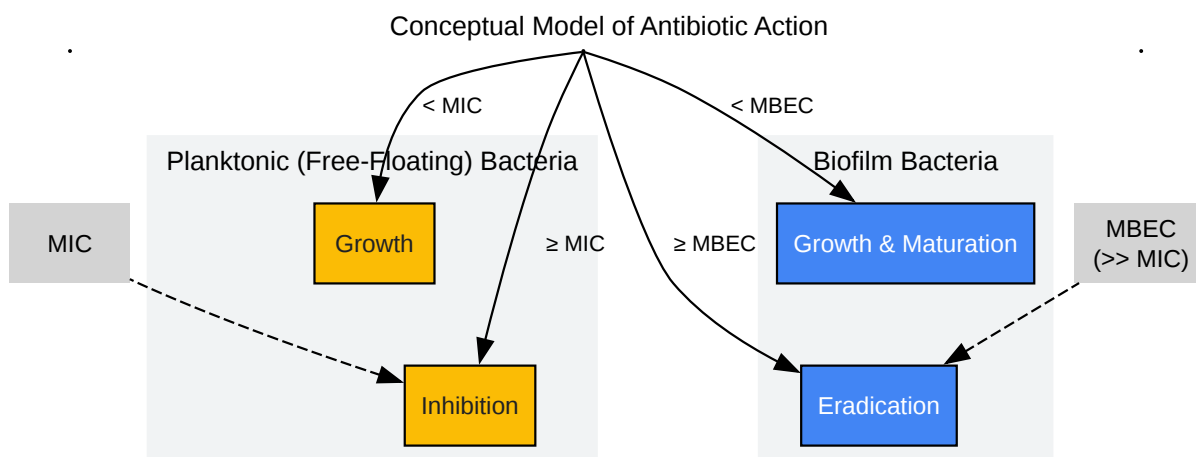 Conceptual Model of Antibiotic Action
< MIC
< MBEC
Planktonic (Free-Floating) Bacteria
Biofilm Bacteria
MIC
Growth
≥ MIC
≥ MBEC
Growth & Maturation
MBEC
(>> MIC)
Inhibition
Eradication